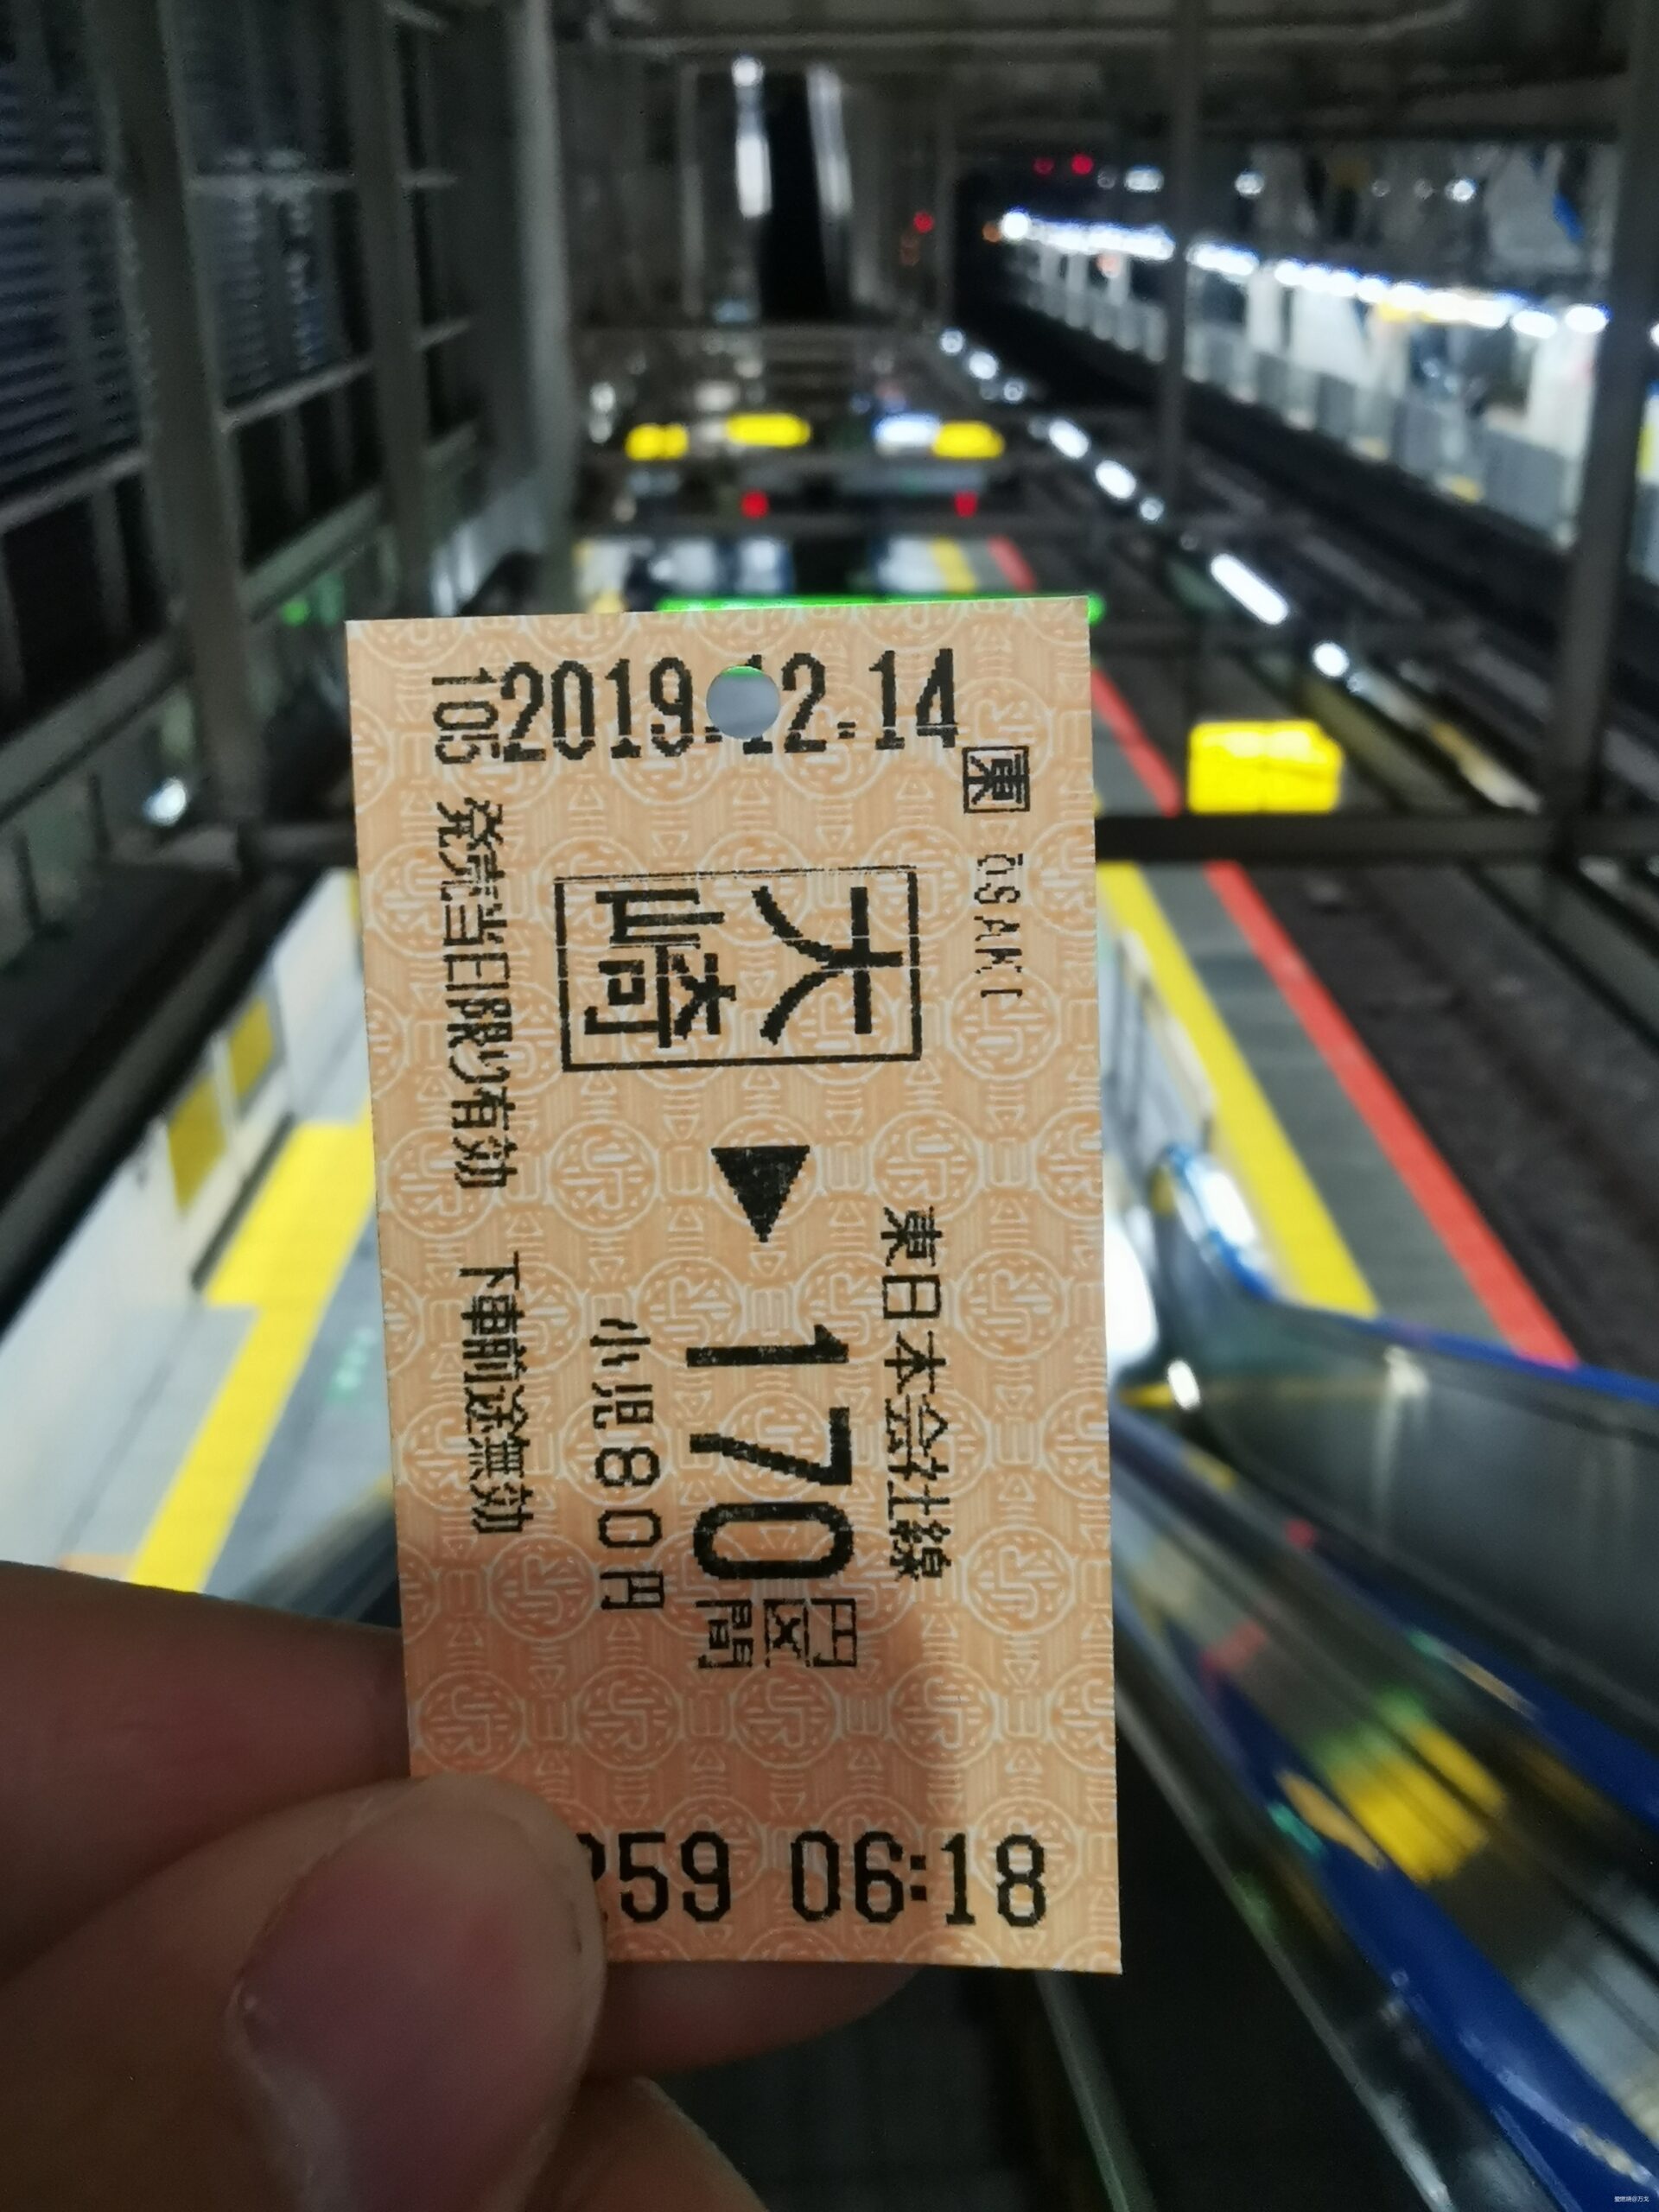 2019.12.14
東 ŌSAKI
大崎 ▶ 170円区間
東日本会社線
小児80円
発売当日限り有効 下車前途無効
105
259 06:18